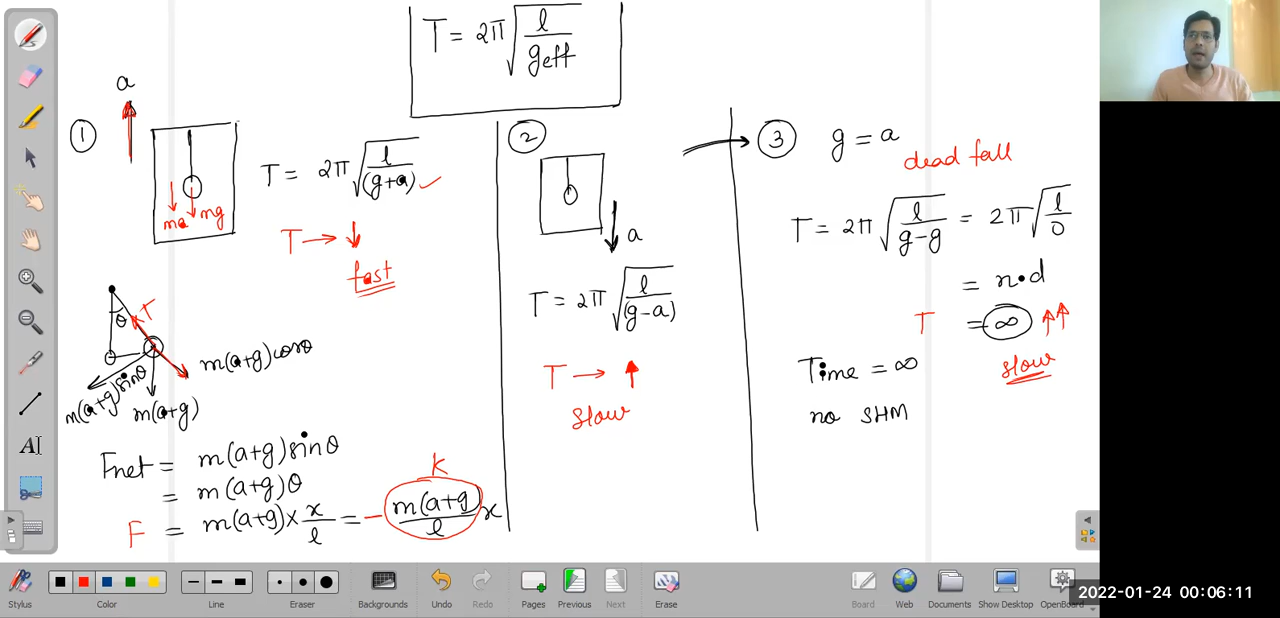 T = 2π√(l/geff)
a
①
ma mg
T = 2π√(l/(g+a)) ✓
T → ↓
fast
θ
T
m(a+g)cosθ
m(a+g)sinθ
m(a+g)
Fnet = m(a+g)sinθ
= m(a+g)θ
F = m(a+g) × x/l = - m(a+g)/l x
K
②
a
T = 2π√(l/(g-a))
T → ↑
slow
③ g = a
dead fall
T = 2π√(l/(g-g)) = 2π√(l/0)
= n·d
T = ∞ ↑↑
slow
Time = ∞
no SHM
Stylus
Color
Line
Eraser
Backgrounds
Undo
Redo
Pages
Previous
Next
Erase
Board
Web
Documents
Show Desktop
OpenBoard
2022-01-24 00:06:11